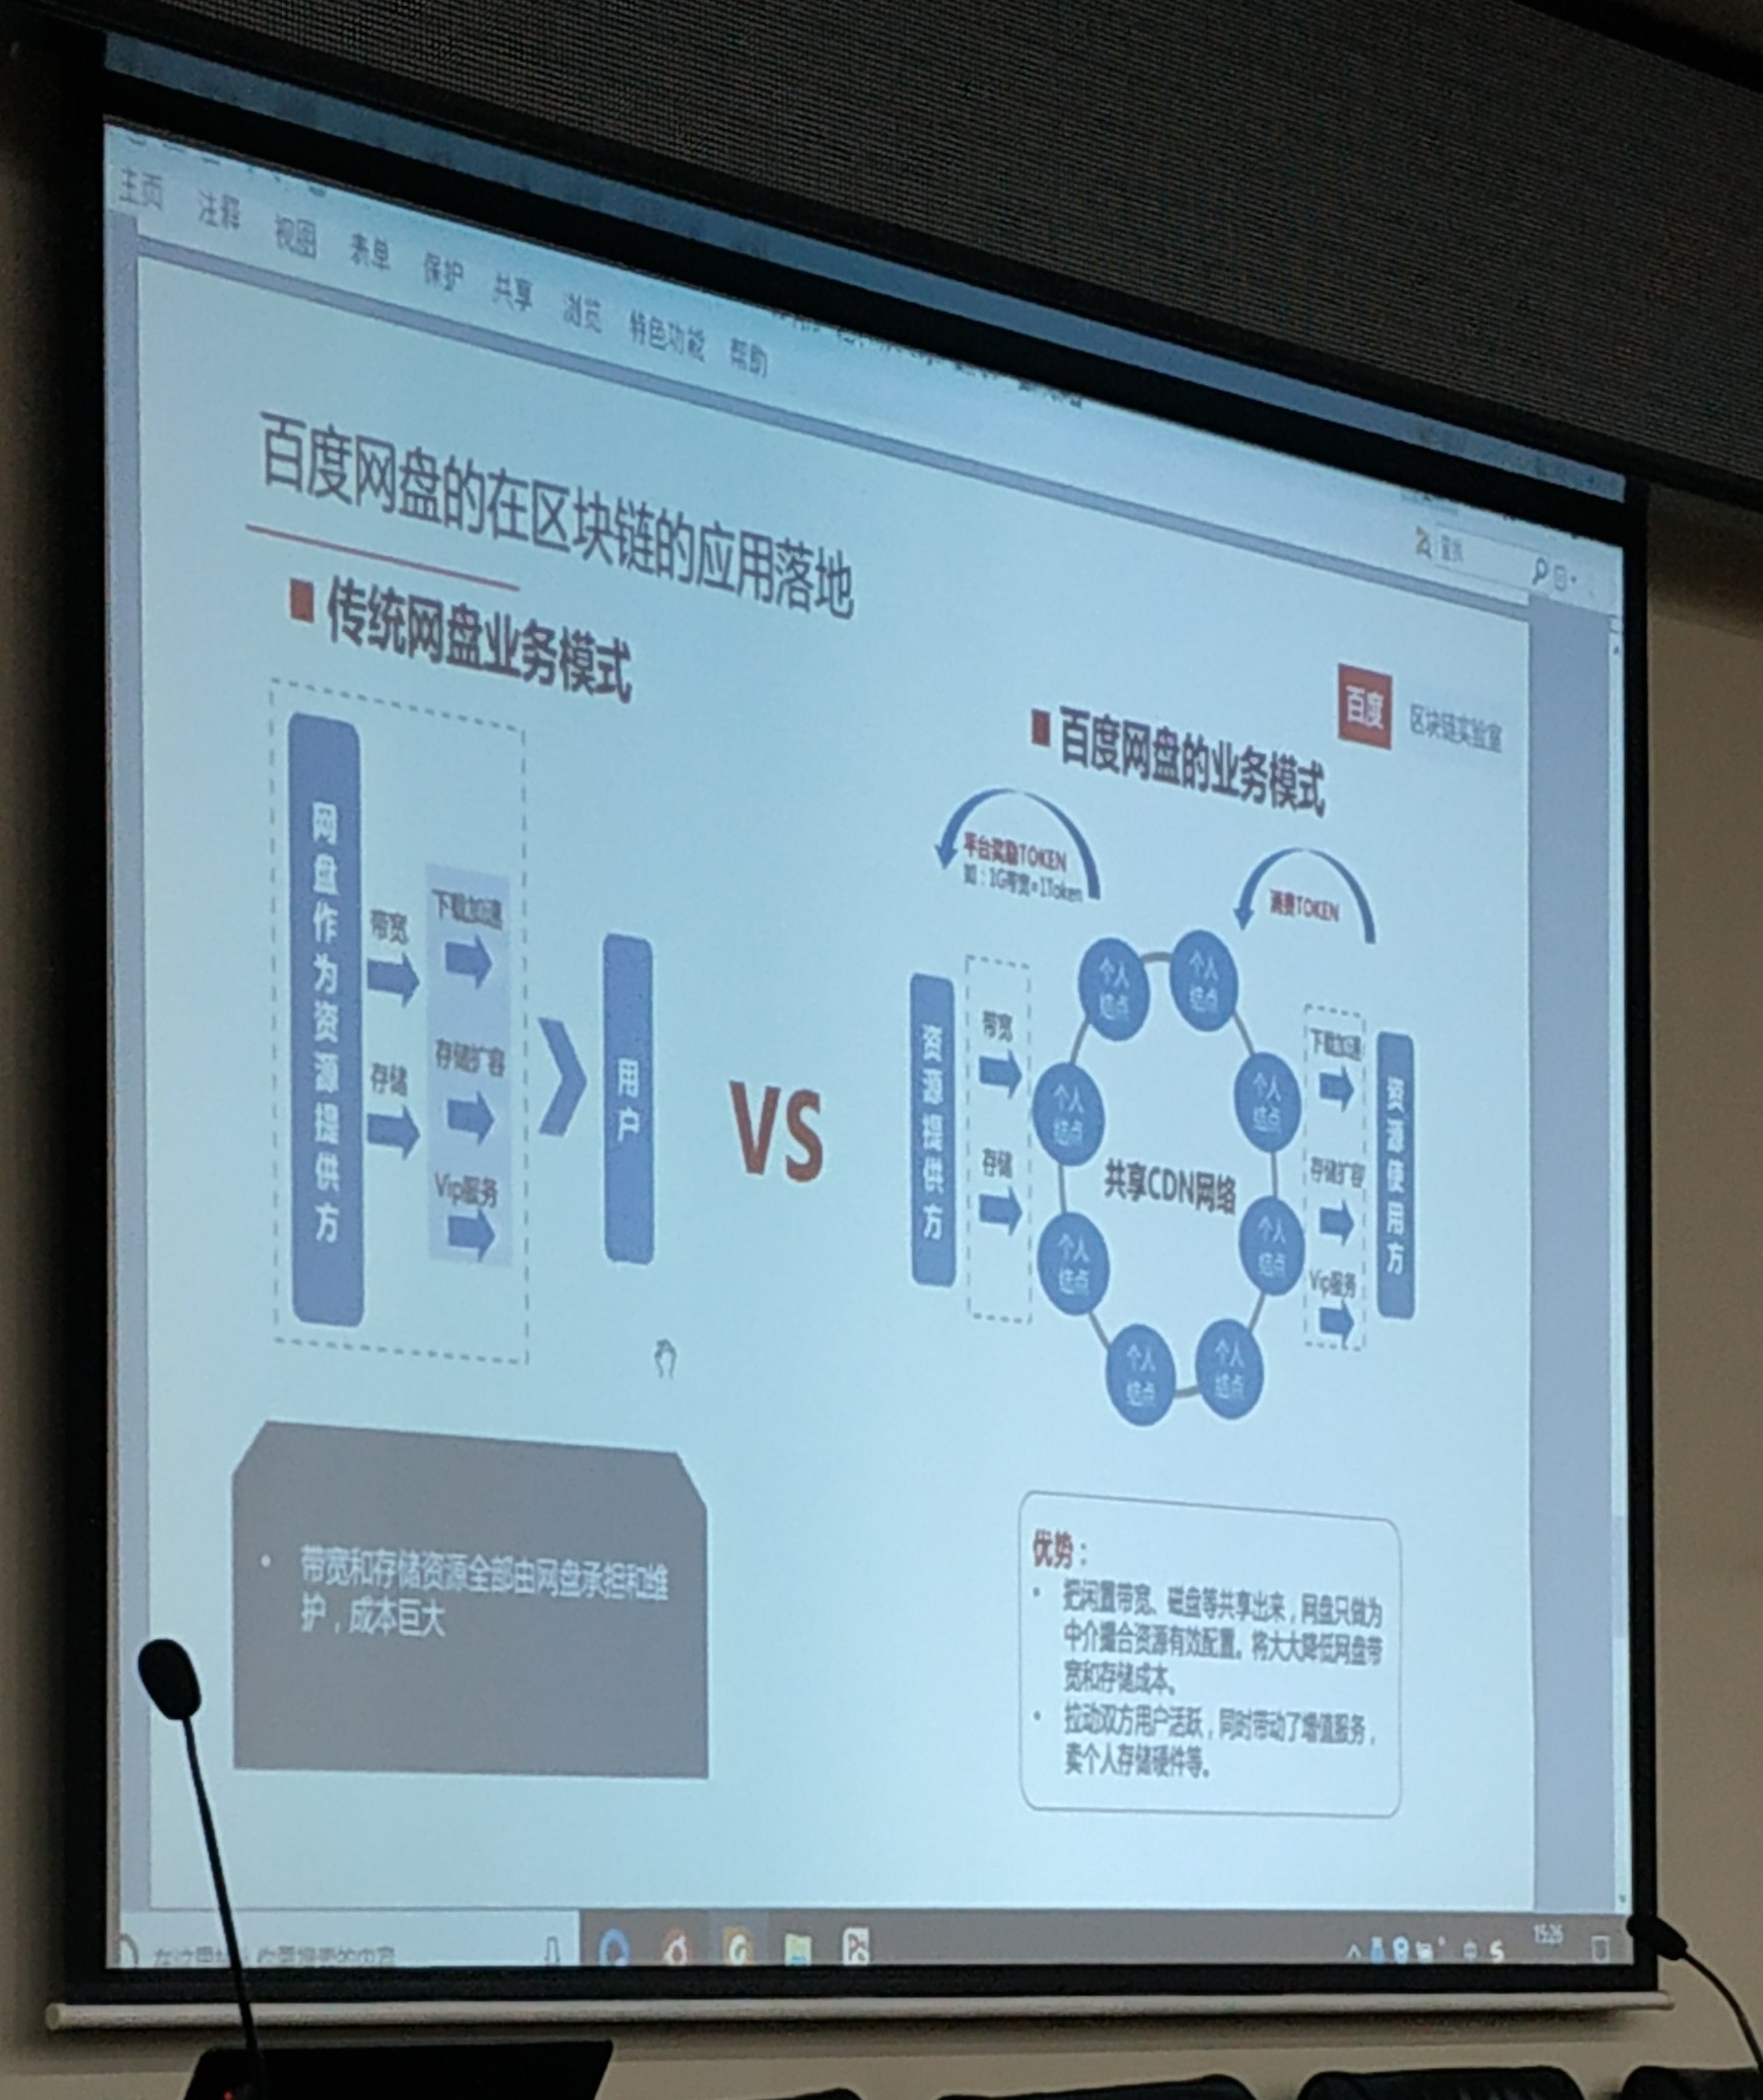 主页 注释 视图 表单 保护 共享 浏览 特色功能 帮助
查找
百度网盘的在区块链的应用落地
百度 区块链实验室
传统网盘业务模式
网盘作为资源提供方
带宽
存储
下载加速
存储扩容
Vip服务
用户
VS
百度网盘的业务模式
平台奖励TOKEN
如：1G带宽=1Token
消费TOKEN
资源提供方
带宽
存储
个人
结点
个人
结点
个人
结点
个人
结点
共享CDN网络
个人
结点
个人
结点
个人
结点
个人
结点
下载加速
存储扩容
Vip服务
资源使用方
• 带宽和存储资源全部由网盘承担和维
护，成本巨大
优势：
• 把闲置带宽、磁盘等共享出来，网盘只做为
中介撮合资源有效配置。将大大降低网盘带
宽和存储成本。
• 拉动双方用户活跃，同时带动了增值服务，
卖个人存储硬件等。
中
15:26